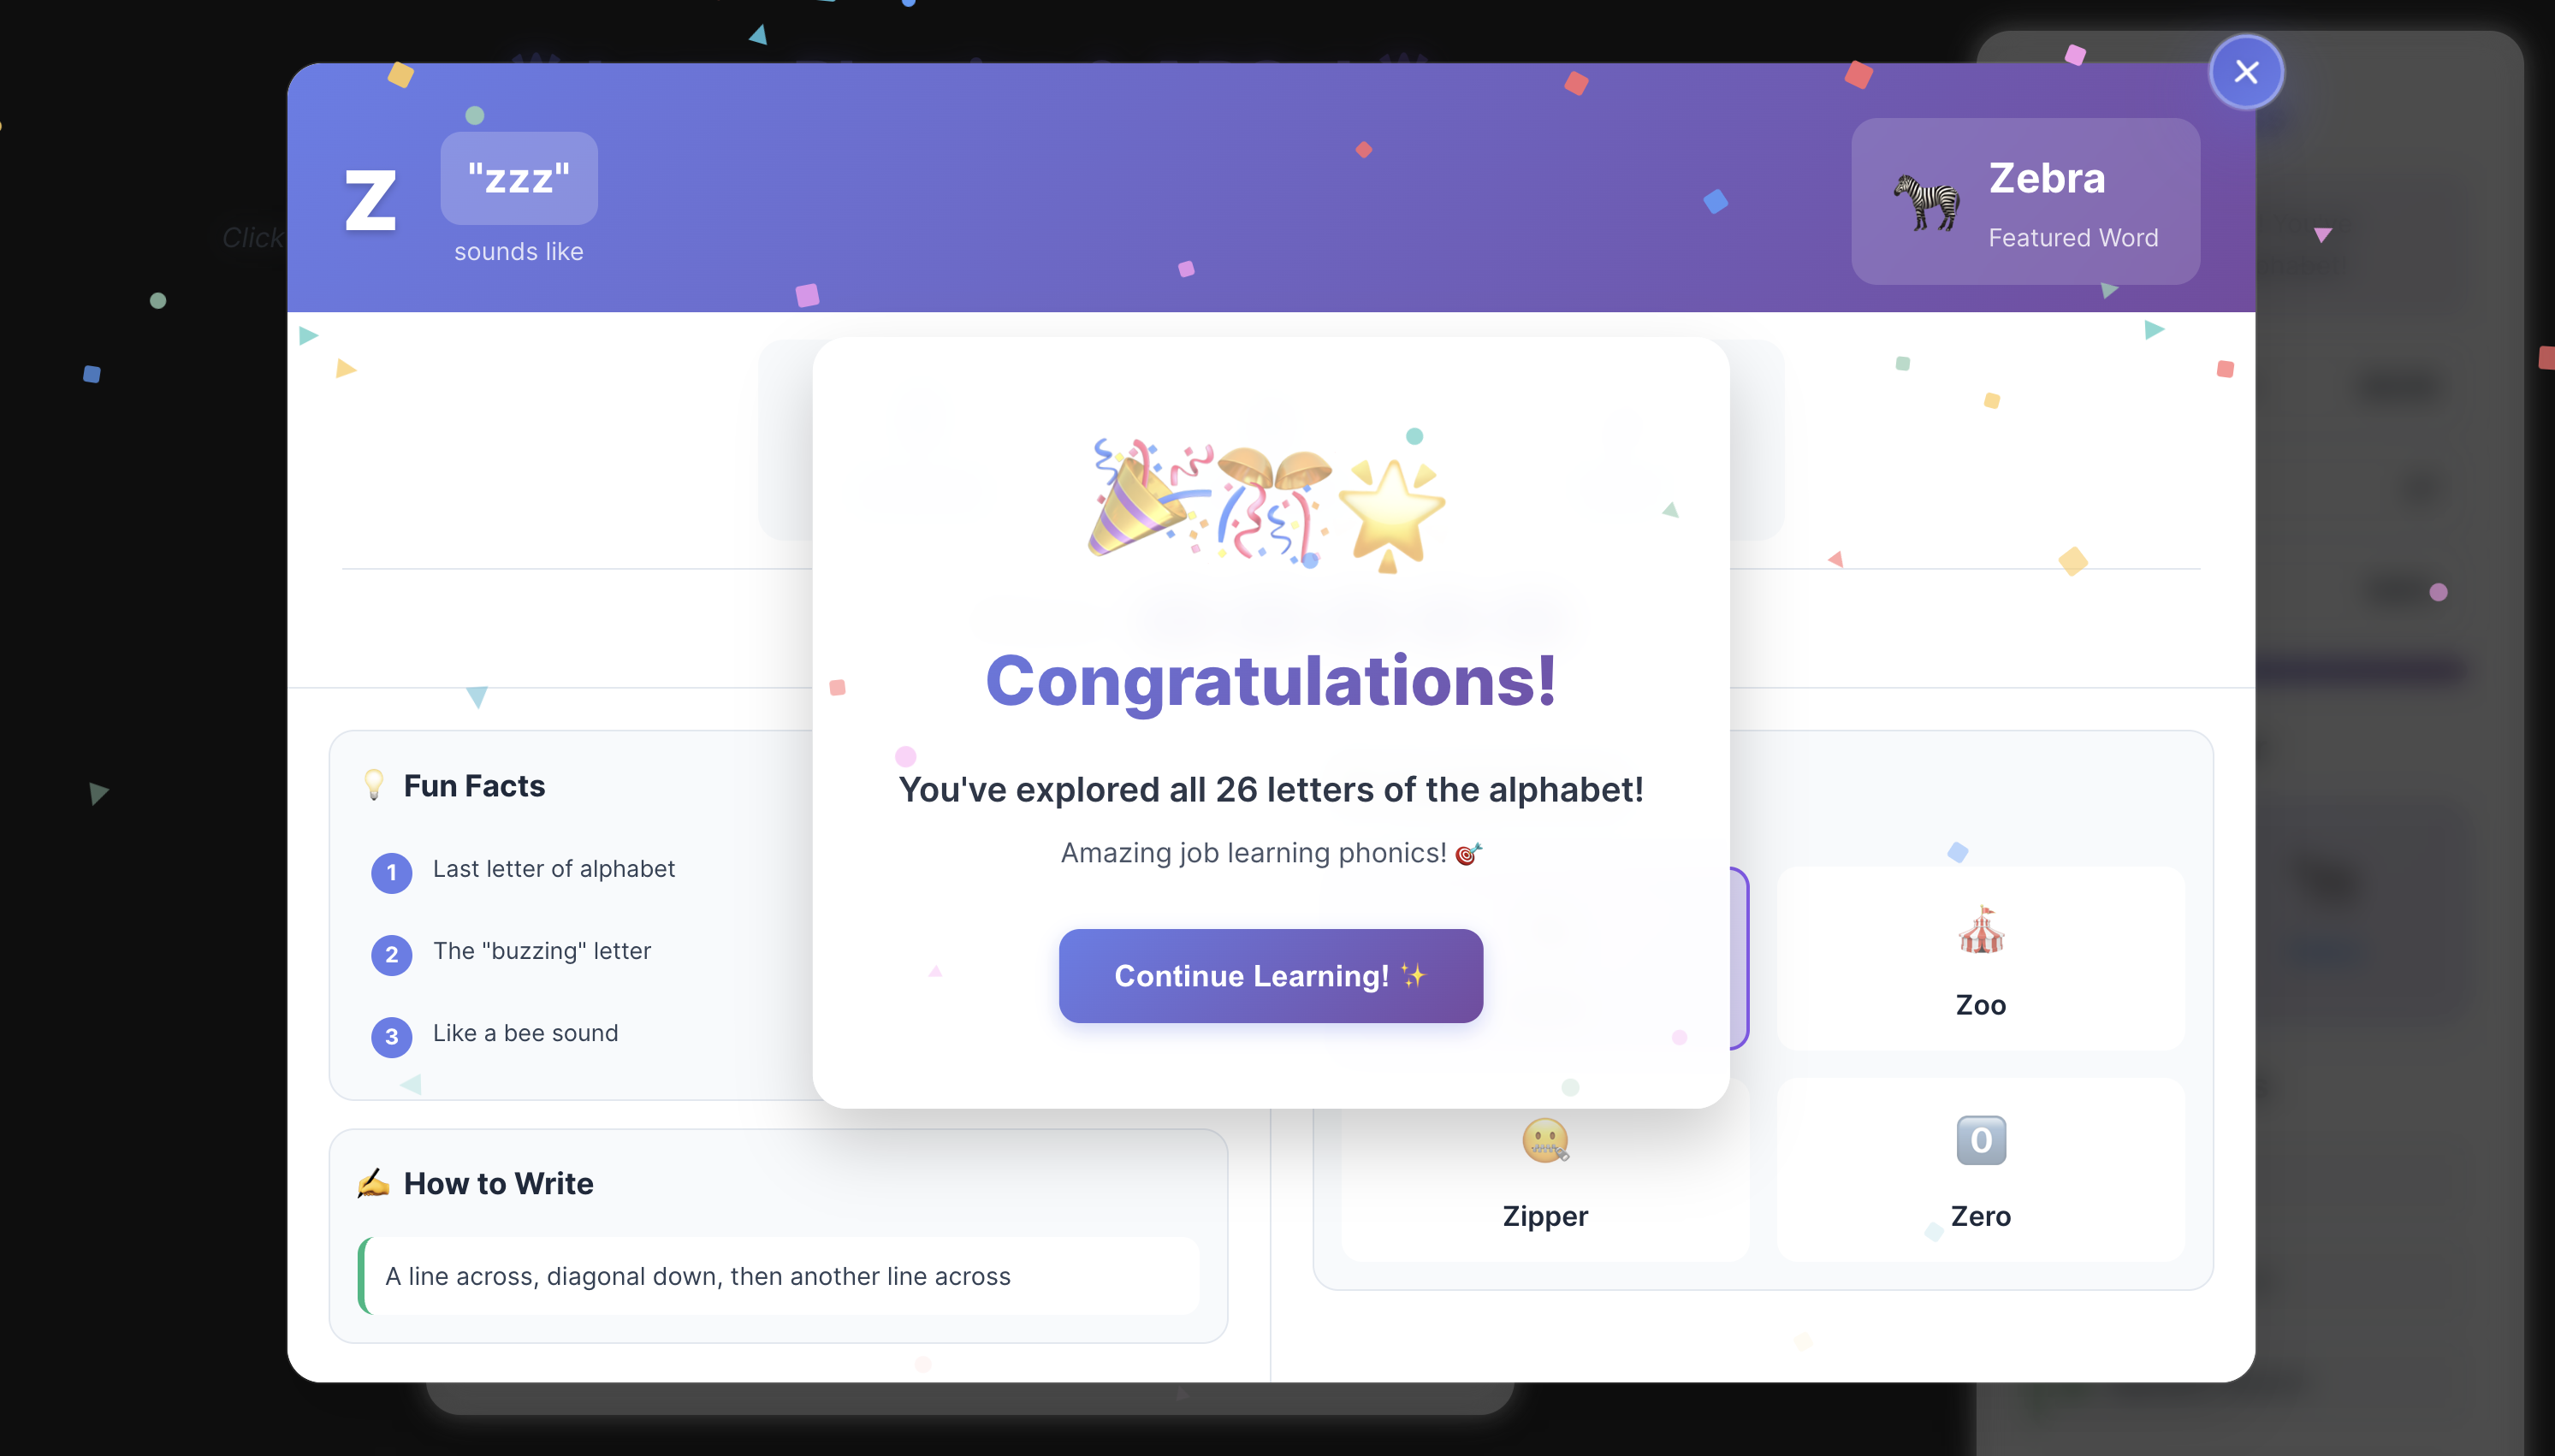 Click
z
"zzz"
sounds like
Zebra
Featured Word
Congratulations!
You've explored all 26 letters of the alphabet!
Amazing job learning phonics!
Continue Learning!
Fun Facts
1 Last letter of alphabet
2 The "buzzing" letter
3 Like a bee sound
How to Write
A line across, diagonal down, then another line across
Zoo
Zipper
0
Zero